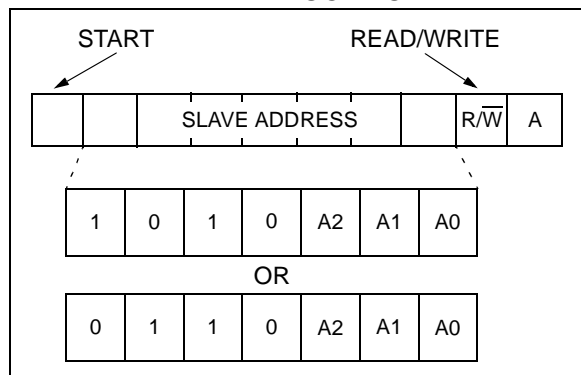 START READ/WRITE
SLAVE ADDRESS R/W̅ A
1 0 1 0 A2 A1 A0
OR
0 1 1 0 A2 A1 A0